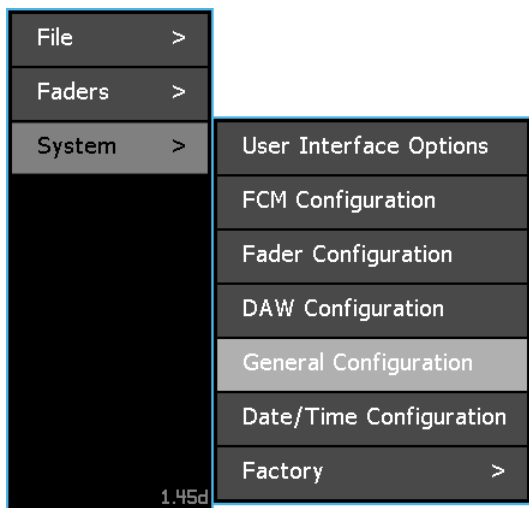 File >
Faders >
System >
User Interface Options
FCM Configuration
Fader Configuration
DAW Configuration
General Configuration
Date/Time Configuration
Factory >
1.45d